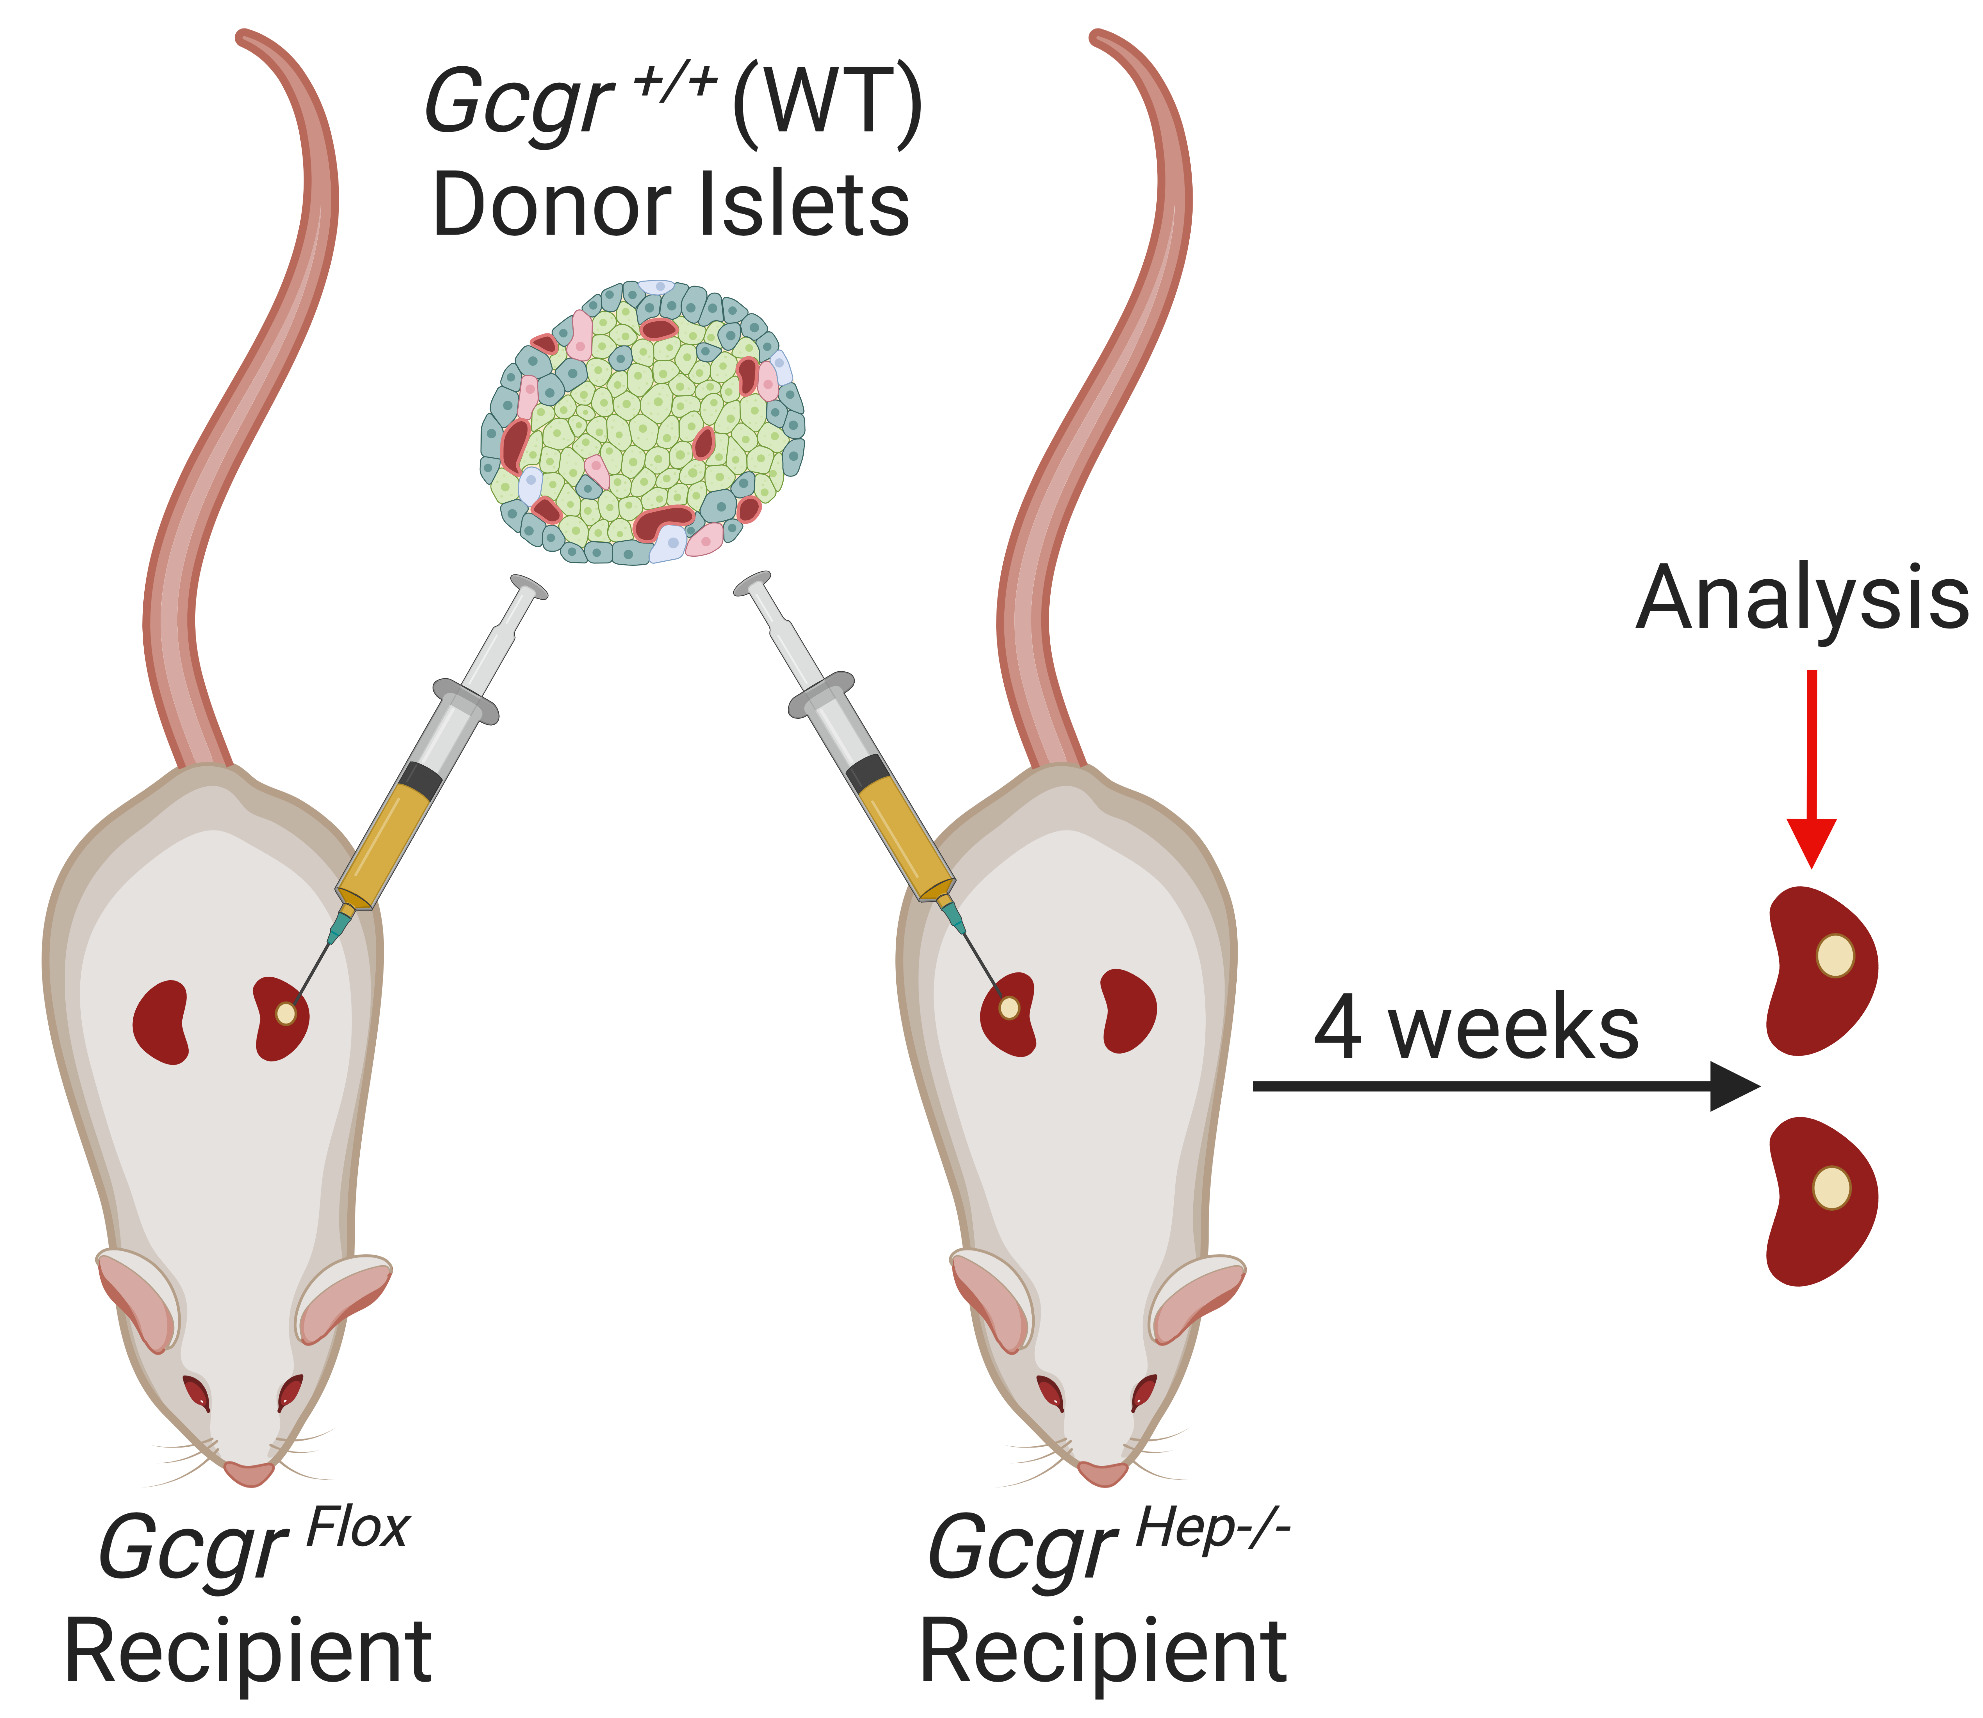 Gcgr +/+ (WT)
Donor Islets
Analysis
4 weeks
Gcgr Flox
Recipient
Gcgr Hep-/-
Recipient